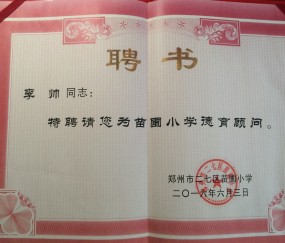 聘书
李帅同志：
特聘请您为苗圃小学德育顾问。
郑州市二七区苗圃小学
二〇一六年六月三日